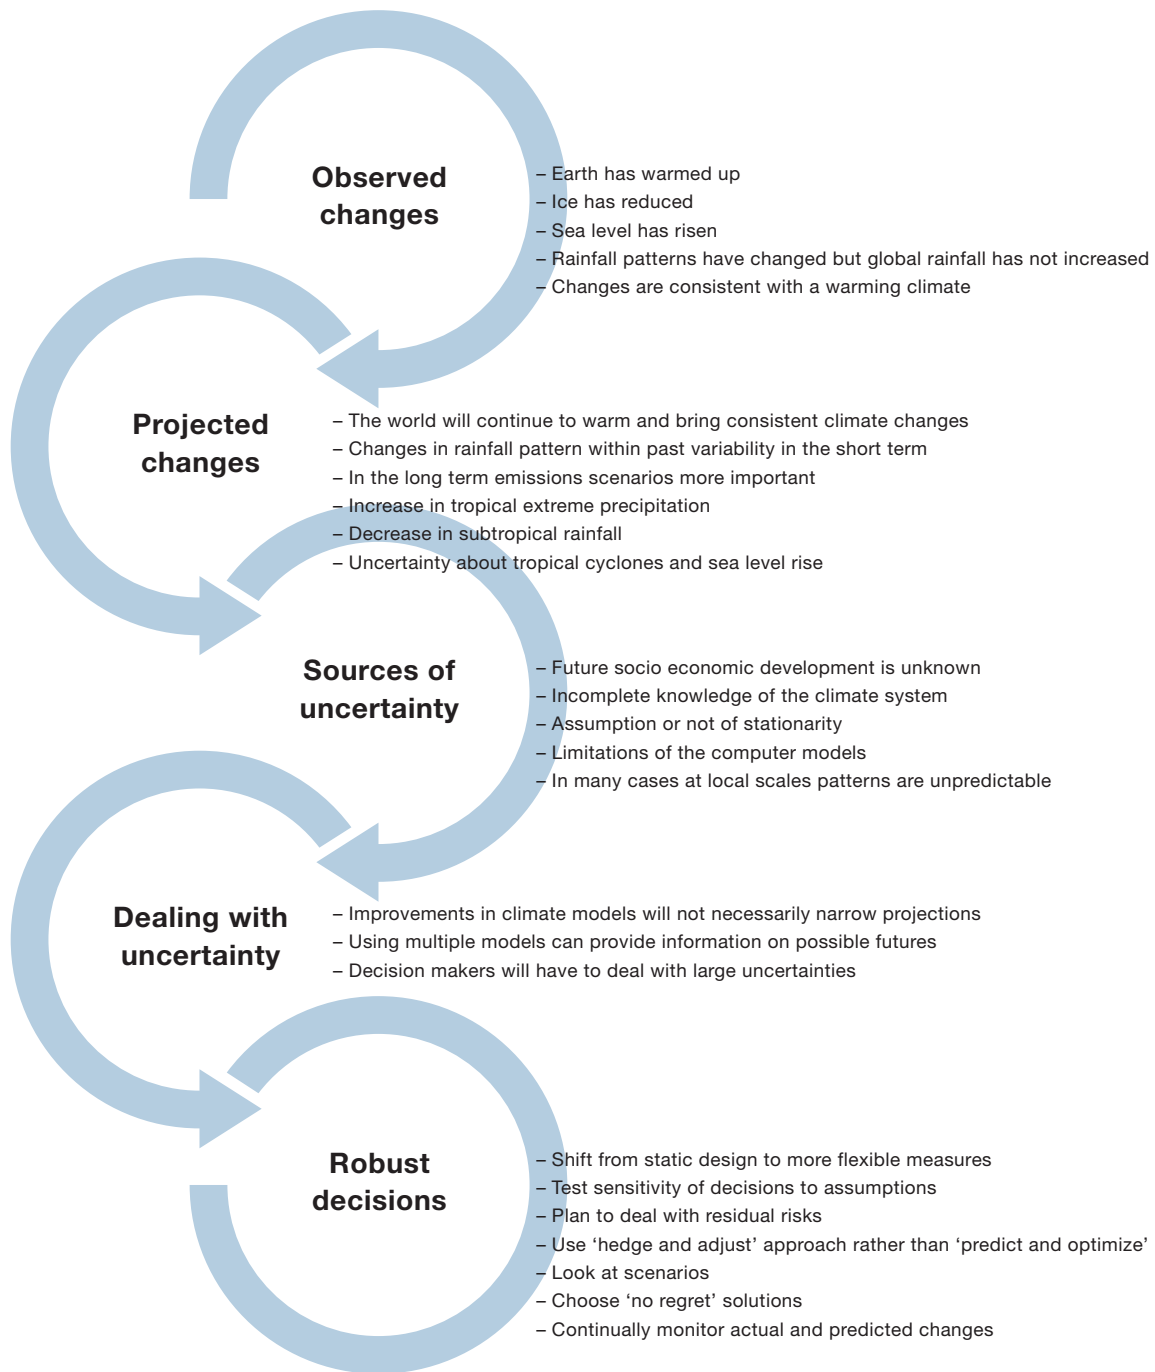 Observed
changes
– Earth has warmed up
– Ice has reduced
– Sea level has risen
– Rainfall patterns have changed but global rainfall has not increased
– Changes are consistent with a warming climate
Projected
changes
– The world will continue to warm and bring consistent climate changes
– Changes in rainfall pattern within past variability in the short term
– In the long term emissions scenarios more important
– Increase in tropical extreme precipitation
– Decrease in subtropical rainfall
– Uncertainty about tropical cyclones and sea level rise
Sources of
uncertainty
– Future socio economic development is unknown
– Incomplete knowledge of the climate system
– Assumption or not of stationarity
– Limitations of the computer models
– In many cases at local scales patterns are unpredictable
Dealing with
uncertainty
– Improvements in climate models will not necessarily narrow projections
– Using multiple models can provide information on possible futures
– Decision makers will have to deal with large uncertainties
Robust
decisions
– Shift from static design to more flexible measures
– Test sensitivity of decisions to assumptions
– Plan to deal with residual risks
– Use ‘hedge and adjust’ approach rather than ‘predict and optimize’
– Look at scenarios
– Choose ‘no regret’ solutions
– Continually monitor actual and predicted changes